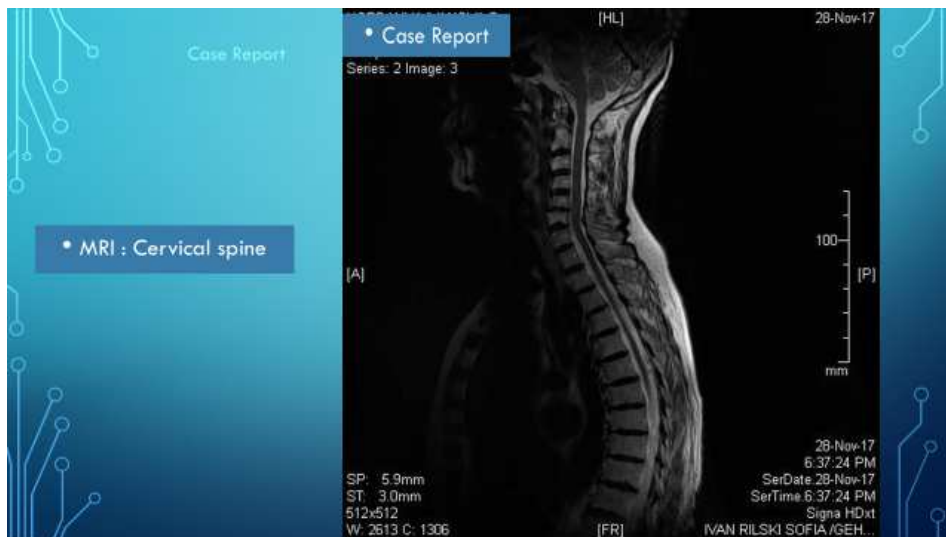 Case Report
• Case Report
[HL]
28-Nov-17
Series: 2 Image: 3
• MRI : Cervical spine
100
[A]
[P]
mm
28-Nov-17
6:37:24 PM
SP: 5.9mm
SerDate:28-Nov-17
ST: 3.0mm
SerTime:6:37:24 PM
512x512
Signa HDxt
W: 2613 C: 1306
[FR]
IVAN RILSKI SOFIA /GEH...